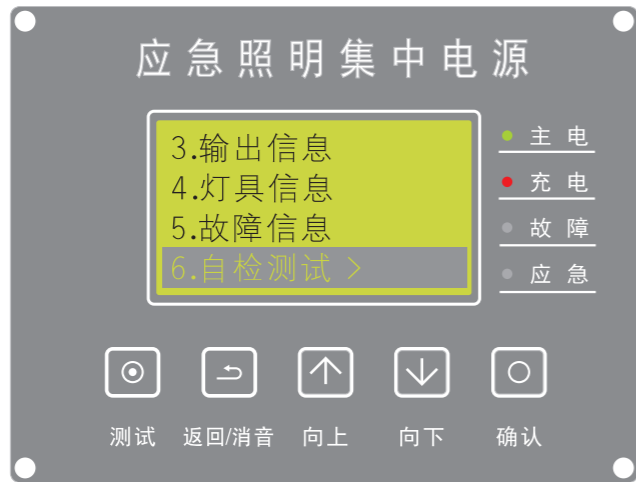 应急照明集中电源
3.输出信息
4.灯具信息
5.故障信息
6.自检测试 >
主电
充电
故障
应急
测试 返回/消音 向上 向下 确认